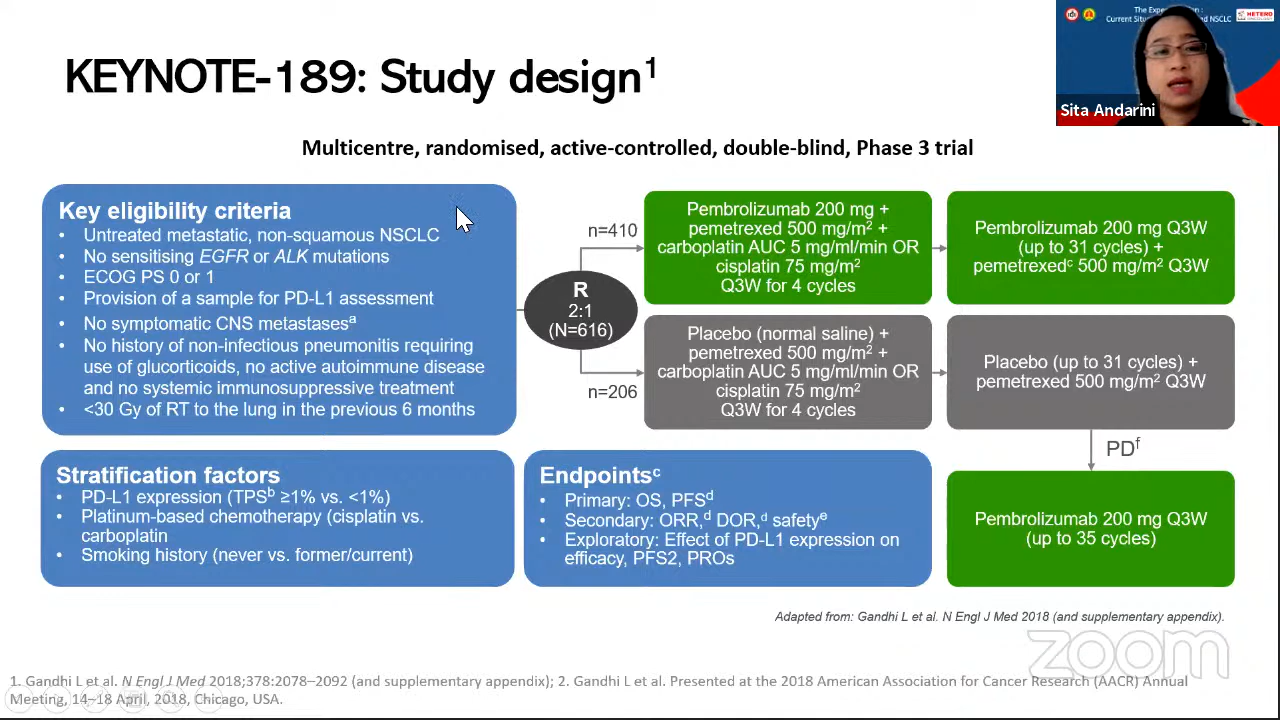 The Expe
Current Situ
ed NSCLC
HETERO
Sita Andarini
KEYNOTE-189: Study design1
Multicentre, randomised, active-controlled, double-blind, Phase 3 trial
Key eligibility criteria
• Untreated metastatic, non-squamous NSCLC
• No sensitising EGFR or ALK mutations
• ECOG PS 0 or 1
• Provision of a sample for PD-L1 assessment
• No symptomatic CNS metastasesa
• No history of non-infectious pneumonitis requiring
use of glucorticoids, no active autoimmune disease
and no systemic immunosuppressive treatment
• <30 Gy of RT to the lung in the previous 6 months
R
2:1
(N=616)
n=410
Pembrolizumab 200 mg +
pemetrexed 500 mg/m2 +
carboplatin AUC 5 mg/ml/min OR
cisplatin 75 mg/m2
Q3W for 4 cycles
Pembrolizumab 200 mg Q3W
(up to 31 cycles) +
pemetrexedc 500 mg/m2 Q3W
n=206
Placebo (normal saline) +
pemetrexed 500 mg/m2 +
carboplatin AUC 5 mg/ml/min OR
cisplatin 75 mg/m2
Q3W for 4 cycles
Placebo (up to 31 cycles) +
pemetrexed 500 mg/m2 Q3W
PDf
Pembrolizumab 200 mg Q3W
(up to 35 cycles)
Stratification factors
• PD-L1 expression (TPSb ≥1% vs. <1%)
• Platinum-based chemotherapy (cisplatin vs.
carboplatin
• Smoking history (never vs. former/current)
Endpointsc
• Primary: OS, PFSd
• Secondary: ORR,d DOR,d safetye
• Exploratory: Effect of PD-L1 expression on
efficacy, PFS2, PROs
Adapted from: Gandhi L et al. N Engl J Med 2018 (and supplementary appendix).
zoom
1. Gandhi L et al. N Engl J Med 2018;378:2078–2092 (and supplementary appendix); 2. Gandhi L et al. Presented at the 2018 American Association for Cancer Research (AACR) Annual
Meeting, 14–18 April, 2018, Chicago, USA.